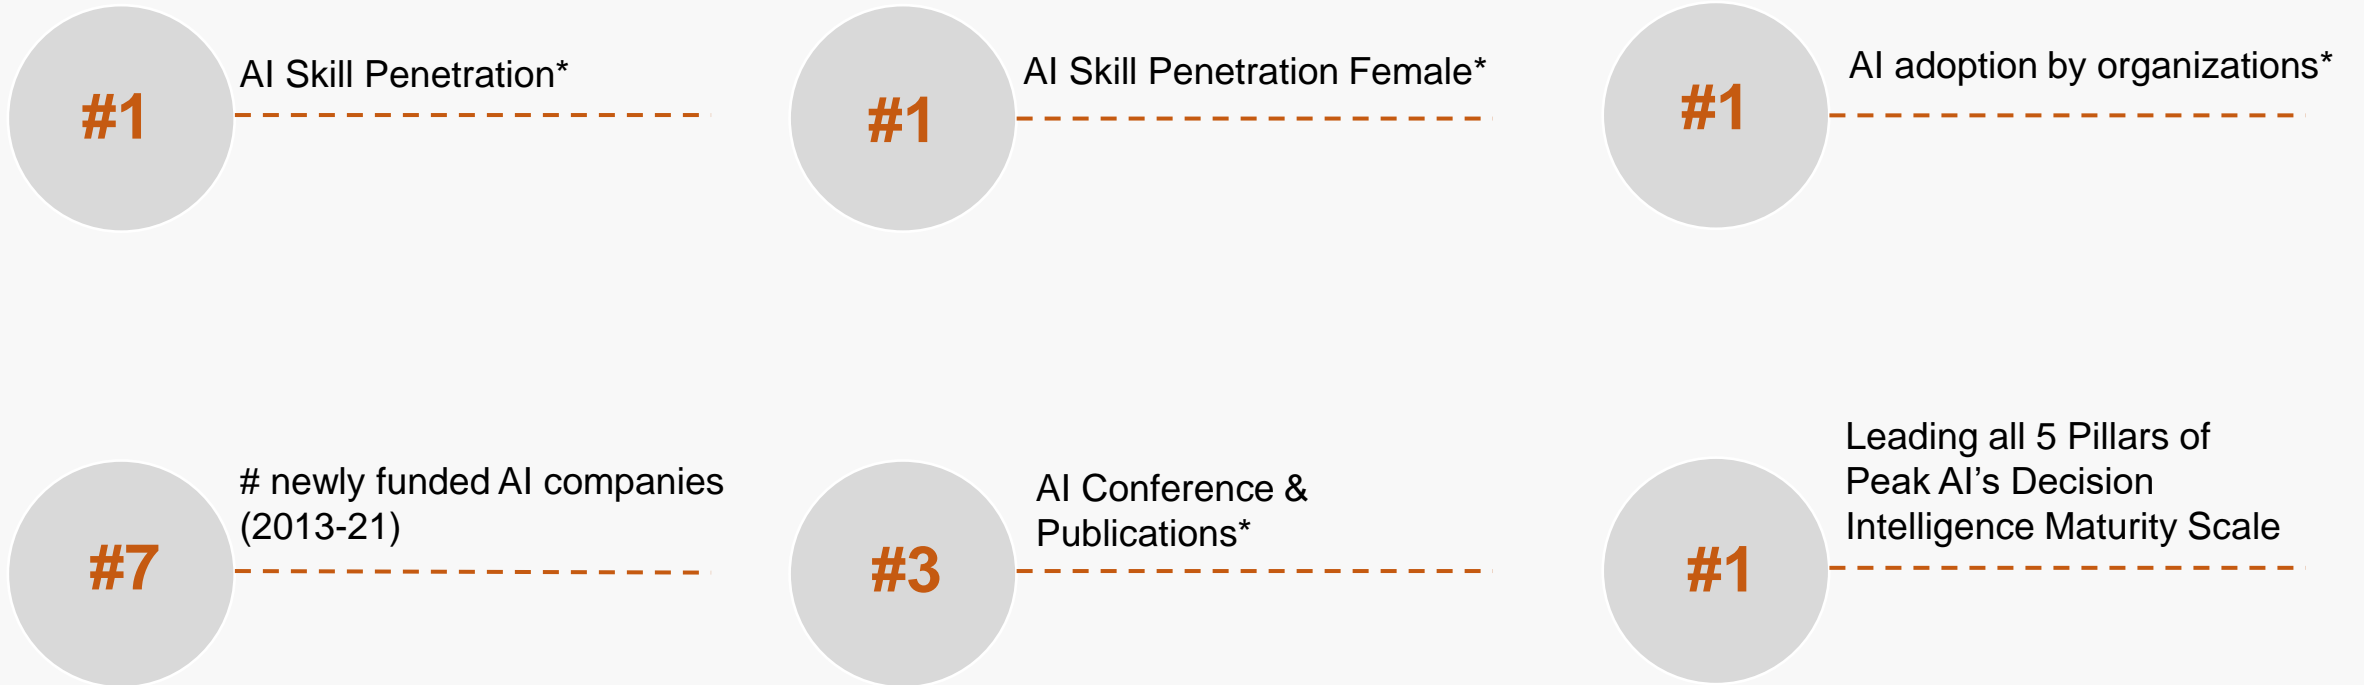 #1
AI Skill Penetration*
#1
AI Skill Penetration Female*
#1
AI adoption by organizations*
#7
# newly funded AI companies
(2013-21)
#3
AI Conference &
Publications*
#1
Leading all 5 Pillars of
Peak AI’s Decision
Intelligence Maturity Scale